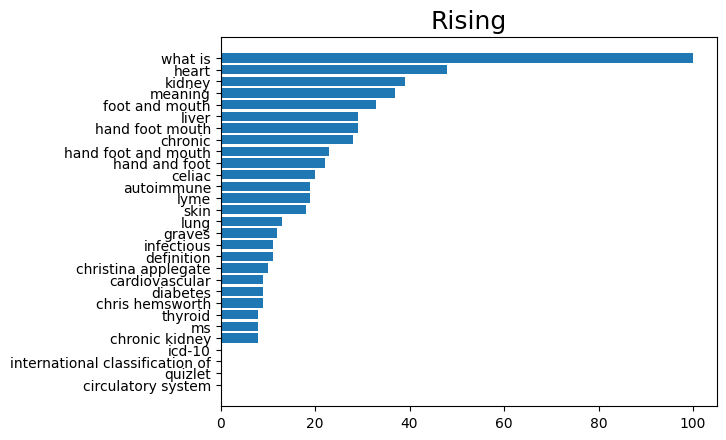 Rising
what is
heart
kidney
meaning
foot and mouth
liver
hand foot mouth
chronic
hand foot and mouth
hand and foot
celiac
autoimmune
lyme
skin
lung
graves
infectious
definition
christina applegate
cardiovascular
diabetes
chris hemsworth
thyroid
ms
chronic kidney
icd-10
international classification of
quizlet
circulatory system
0 20 40 60 80 100